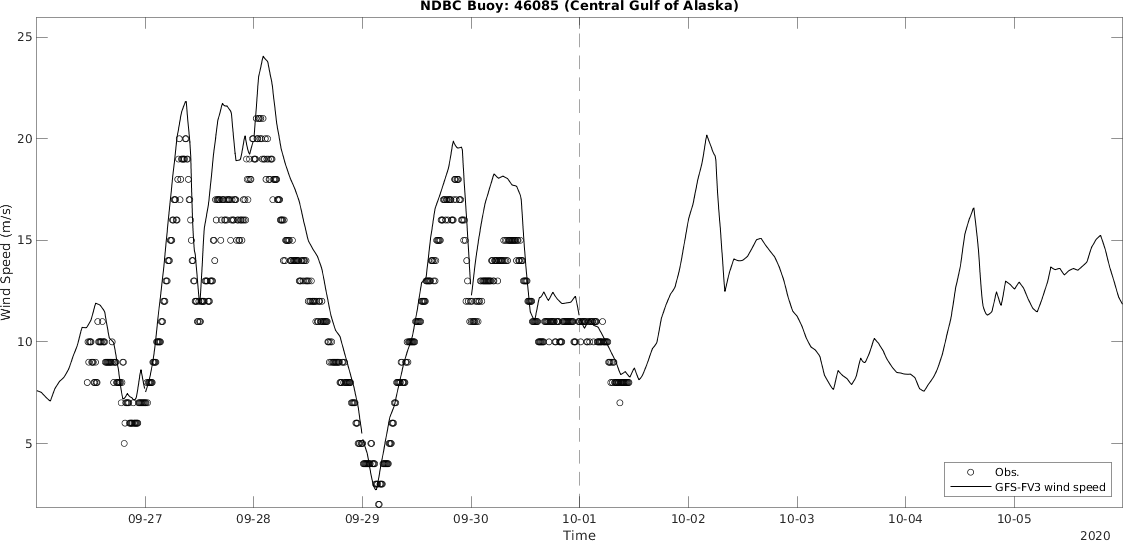 NDBC Buoy: 46085 (Central Gulf of Alaska)
25
20
15
10
5
Wind Speed (m/s)
Obs.
GFS-FV3 wind speed
09-27 09-28 09-29 09-30 10-01 10-02 10-03 10-04 10-05
Time
2020